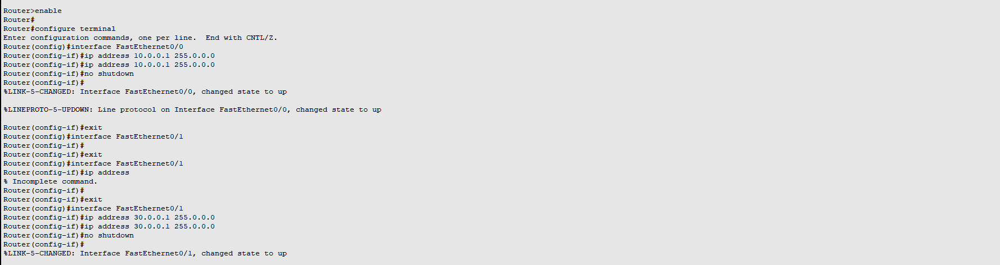 Router>enable
Router#
Router#configure terminal
Enter configuration commands, one per line.  End with CNTL/Z.
Router(config)#interface FastEthernet0/0
Router(config-if)#ip address 10.0.0.1 255.0.0.0
Router(config-if)#ip address 10.0.0.1 255.0.0.0
Router(config-if)#no shutdown
Router(config-if)#
%LINK-5-CHANGED: Interface FastEthernet0/0, changed state to up
%LINEPROTO-5-UPDOWN: Line protocol on Interface FastEthernet0/0, changed state to up
Router(config-if)#exit
Router(config)#interface FastEthernet0/1
Router(config-if)#
Router(config-if)#exit
Router(config)#interface FastEthernet0/1
Router(config-if)#ip address
% Incomplete command.
Router(config-if)#
Router(config-if)#exit
Router(config)#interface FastEthernet0/1
Router(config-if)#ip address 30.0.0.1 255.0.0.0
Router(config-if)#ip address 30.0.0.1 255.0.0.0
Router(config-if)#no shutdown
Router(config-if)#
%LINK-5-CHANGED: Interface FastEthernet0/1, changed state to up